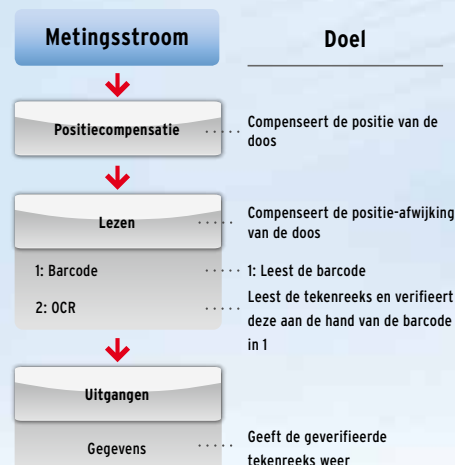 Metingsstroom
Doel
Positiecompensatie
Compenseert de positie van de
doos
Lezen
Compenseert de positie-afwijking
van de doos
1: Barcode
1: Leest de barcode
2: OCR
Leest de tekenreeks en verifieert
deze aan de hand van de barcode
in 1
Uitgangen
Gegevens
Geeft de geverifieerde
tekenreeks weer